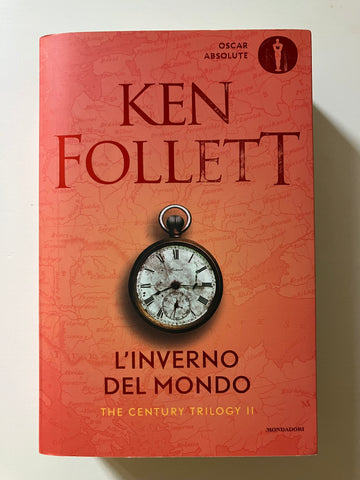 OSCAR
ABSOLUTE
KEN
FOLLETT
L'INVERNO
DEL MONDO
THE CENTURY TRILOGY II
MONDADORI